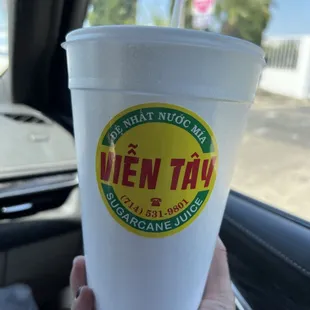 ĐỆ NHẤT NƯỚC MÍA
VIỄN TÂY
(714) 531-9801
SUGARCANE JUICE